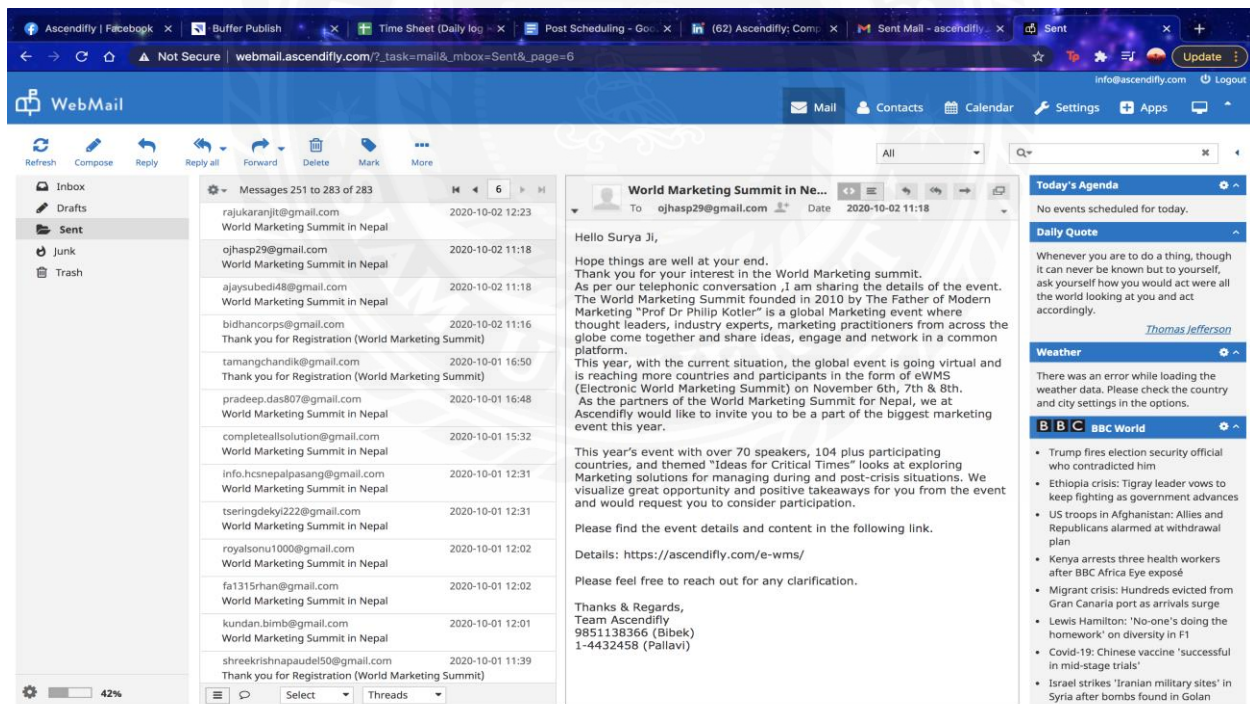 Ascendifly | Facebook
Buffer Publish
Time Sheet (Daily log -
Post Scheduling - Goo
(62) Ascendifly: Comp
Sent Mail - ascendifly
Sent
Not Secure | webmail.ascendifly.com/?_task=mail&_mbox=Sent&_page=6
Tp
Update
info@ascendifly.com Logout
WebMail
Mail Contacts Calendar Settings Apps
Refresh Compose Reply Reply all Forward Delete Mark More
All
Inbox
Drafts
Sent
Junk
Trash
42%
Messages 251 to 283 of 283 6
rajukaranjit@gmail.com 2020-10-02 12:23
World Marketing Summit in Nepal
ojhasp29@gmail.com 2020-10-02 11:18
World Marketing Summit in Nepal
ajaysubedi48@gmail.com 2020-10-02 11:18
World Marketing Summit in Nepal
bidhancorps@gmail.com 2020-10-02 11:16
Thank you for Registration (World Marketing Summit)
tamangchandik@gmail.com 2020-10-01 16:50
Thank you for Registration (World Marketing Summit)
pradeep.das807@gmail.com 2020-10-01 16:48
World Marketing Summit in Nepal
completeallsolution@gmail.com 2020-10-01 15:32
World Marketing Summit in Nepal
info.hcsnepalpasang@gmail.com 2020-10-01 12:31
World Marketing Summit in Nepal
tseringdekyi222@gmail.com 2020-10-01 12:31
World Marketing Summit in Nepal
royalsonu1000@gmail.com 2020-10-01 12:02
World Marketing Summit in Nepal
fa1315rhan@gmail.com 2020-10-01 12:02
World Marketing Summit in Nepal
kundan.bimb@gmail.com 2020-10-01 12:01
World Marketing Summit in Nepal
shreekrishnapaudel50@gmail.com 2020-10-01 11:39
Thank you for Registration (World Marketing Summit)
Select Threads
World Marketing Summit in Ne...
To ojhasp29@gmail.com Date 2020-10-02 11:18
Hello Surya Ji,
Hope things are well at your end.
Thank you for your interest in the World Marketing summit.
As per our telephonic conversation ,I am sharing the details of the event.
The World Marketing Summit founded in 2010 by The Father of Modern
Marketing “Prof Dr Philip Kotler” is a global Marketing event where
thought leaders, industry experts, marketing practitioners from across the
globe come together and share ideas, engage and network in a common
platform.
This year, with the current situation, the global event is going virtual and
is reaching more countries and participants in the form of eWMS
(Electronic World Marketing Summit) on November 6th, 7th & 8th.
As the partners of the World Marketing Summit for Nepal, we at
Ascendifly would like to invite you to be a part of the biggest marketing
event this year.
This year’s event with over 70 speakers, 104 plus participating
countries, and themed “Ideas for Critical Times” looks at exploring
Marketing solutions for managing during and post-crisis situations. We
visualize great opportunity and positive takeaways for you from the event
and would request you to consider participation.
Please find the event details and content in the following link.
Details: https://ascendifly.com/e-wms/
Please feel free to reach out for any clarification.
Thanks & Regards,
Team Ascendifly
9851138366 (Bibek)
1-4432458 (Pallavi)
Today's Agenda
No events scheduled for today.
Daily Quote
Whenever you are to do a thing, though
it can never be known but to yourself,
ask yourself how you would act were all
the world looking at you and act
accordingly.
Thomas Jefferson
Weather
There was an error while loading the
weather data. Please check the country
and city settings in the options.
BBC BBC World
Trump fires election security official
who contradicted him
Ethiopia crisis: Tigray leader vows to
keep fighting as government advances
US troops in Afghanistan: Allies and
Republicans alarmed at withdrawal
plan
Kenya arrests three health workers
after BBC Africa Eye exposé
Migrant crisis: Hundreds evicted from
Gran Canaria port as arrivals surge
Lewis Hamilton: 'No-one's doing the
homework' on diversity in F1
Covid-19: Chinese vaccine 'successful
in mid-stage trials'
Israel strikes 'Iranian military sites' in
Syria after bombs found in Golan